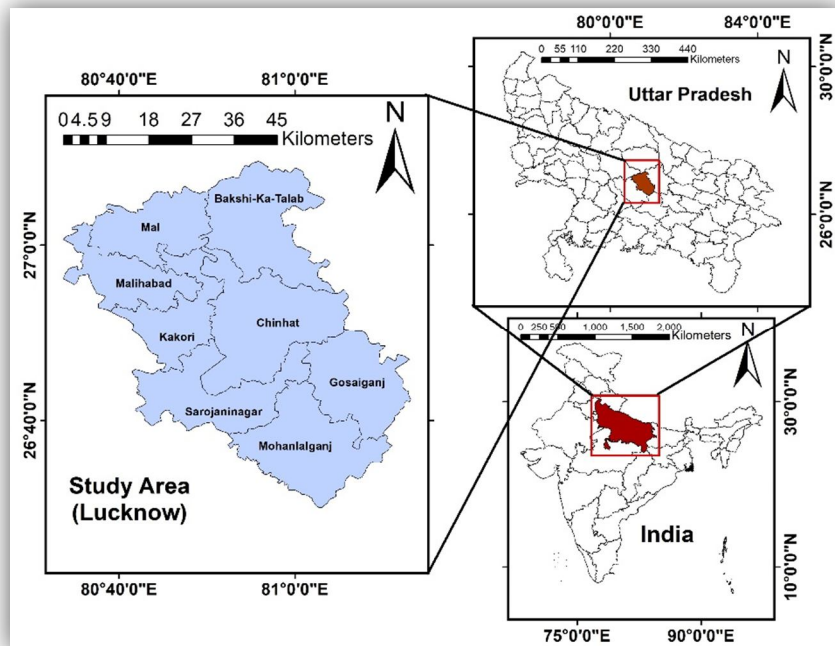 80°40'0"E 81°0'0"E
0 4.5 9 18 27 36 45
Kilometers
N
Bakshi-Ka-Talab
Mal
Malihabad
Chinhat
Kakori
Gosaiganj
Sarojaninagar
Mohanlalganj
Study Area
(Lucknow)
27°0'0"N
26°40'0"N
80°40'0"E 81°0'0"E
80°0'0"E 84°0'0"E
0 55 110 220 330 440
Kilometers
Uttar Pradesh
N
30°0'0"N
26°0'0"N
0 250 500 1,000 1,500 2,000
Kilometers
N
India
30°0'0"N
10°0'0"N
75°0'0"E 90°0'0"E